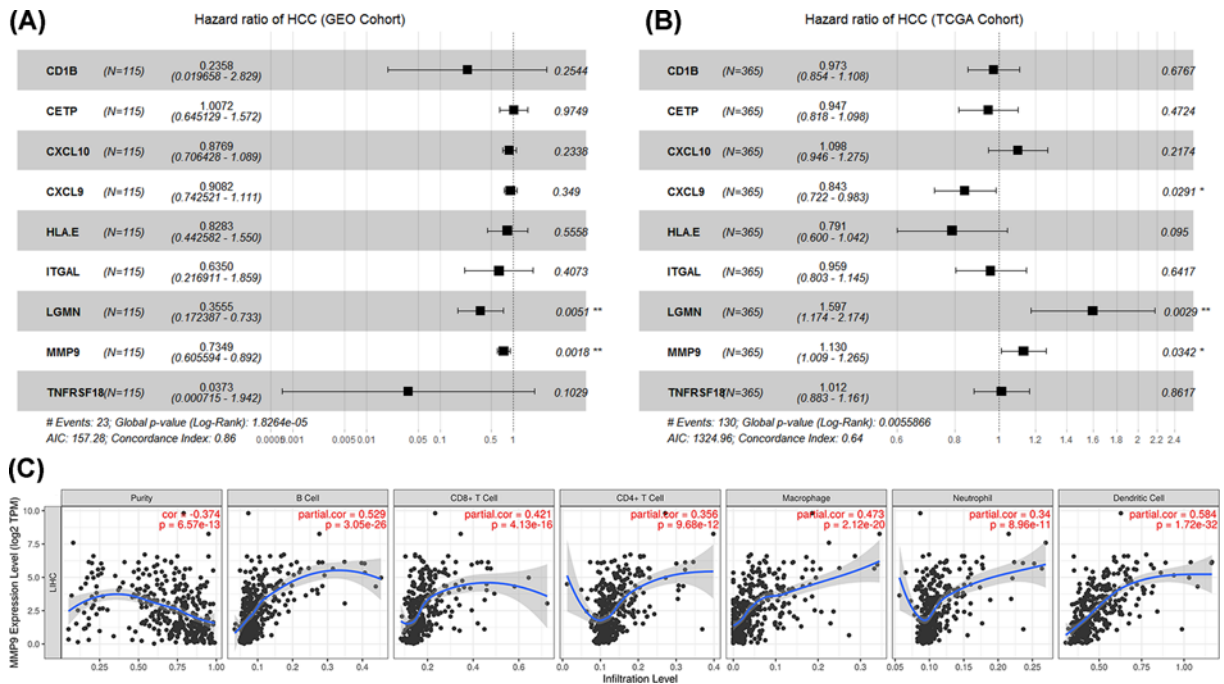 (A)
Hazard ratio of HCC (GEO Cohort)
CD1B (N=115) 0.2358 (0.019658 - 2.829) 0.2544
CETP (N=115) 1.0072 (0.645129 - 1.572) 0.9749
CXCL10 (N=115) 0.8769 (0.706428 - 1.089) 0.2338
CXCL9 (N=115) 0.9082 (0.742521 - 1.111) 0.349
HLA.E (N=115) 0.8283 (0.442582 - 1.550) 0.5558
ITGAL (N=115) 0.6350 (0.216911 - 1.859) 0.4073
LGMN (N=115) 0.3555 (0.172387 - 0.733) 0.0051 **
MMP9 (N=115) 0.7349 (0.605594 - 0.892) 0.0018 **
TNFRSF18 (N=115) 0.0373 (0.000715 - 1.942) 0.1029
# Events: 23; Global p-value (Log-Rank): 1.8264e-05
AIC: 157.28; Concordance Index: 0.86
0.0005 0.001 0.005 0.01 0.05 0.1 0.5 1
(B)
Hazard ratio of HCC (TCGA Cohort)
CD1B (N=365) 0.973 (0.854 - 1.108) 0.6767
CETP (N=365) 0.947 (0.818 - 1.098) 0.4724
CXCL10 (N=365) 1.098 (0.946 - 1.275) 0.2174
CXCL9 (N=365) 0.843 (0.722 - 0.983) 0.0291 *
HLA.E (N=365) 0.791 (0.600 - 1.042) 0.095
ITGAL (N=365) 0.959 (0.803 - 1.145) 0.6417
LGMN (N=365) 1.597 (1.174 - 2.174) 0.0029 **
MMP9 (N=365) 1.130 (1.009 - 1.265) 0.0342 *
TNFRSF18 (N=365) 1.012 (0.883 - 1.161) 0.8617
# Events: 130; Global p-value (Log-Rank): 0.0055866
AIC: 1324.96; Concordance Index: 0.64
0.6 0.8 1 1.2 1.4 1.6 1.8 2 2.2 2.4
(C)
MMP9 Expression Level (log2 TPM)
LIHC
10.0
7.5
5.0
2.5
0.0
Purity
cor = -0.374
p = 6.57e-13
0.25 0.50 0.75 1.00
B Cell
partial.cor = 0.529
p = 3.05e-26
0.0 0.1 0.2 0.3 0.4
CD8+ T Cell
partial.cor = 0.421
p = 4.13e-16
0.2 0.4 0.6
CD4+ T Cell
partial.cor = 0.356
p = 9.68e-12
0.0 0.1 0.2 0.3 0.4
Macrophage
partial.cor = 0.473
p = 2.12e-20
0.0 0.1 0.2 0.3
Neutrophil
partial.cor = 0.34
p = 8.96e-11
0.05 0.10 0.15 0.20 0.25
Dendritic Cell
partial.cor = 0.584
p = 1.72e-32
0.50 0.75 1.00
Infiltration Level